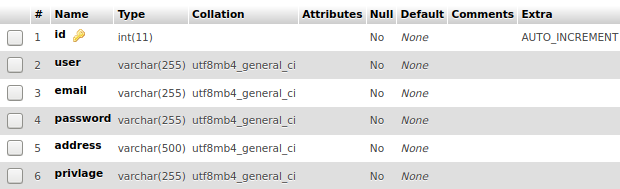 # Name Type Collation Attributes Null Default Comments Extra
1 id int(11) No None AUTO_INCREMENT
2 user varchar(255) utf8mb4_general_ci No None
3 email varchar(255) utf8mb4_general_ci No None
4 password varchar(255) utf8mb4_general_ci No None
5 address varchar(500) utf8mb4_general_ci No None
6 privlage varchar(255) utf8mb4_general_ci No None